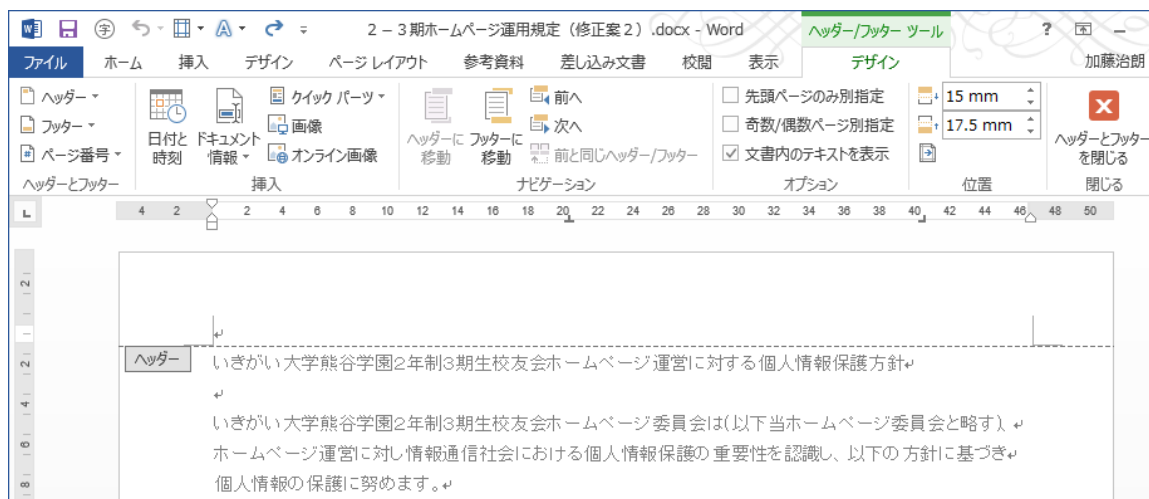 2－3期ホームページ運用規定（修正案2）.docx - Word
ヘッダー/フッター ツール
ファイル ホーム 挿入 デザイン ページ レイアウト 参考資料 差し込み文書 校閲 表示 デザイン 加藤治朗
ヘッダー
フッター
ページ番号
ヘッダーとフッター
日付と時刻
ドキュメント情報
クイック パーツ
画像
オンライン画像
挿入
ヘッダーに移動
フッターに移動
前へ
次へ
前と同じヘッダー/フッター
ナビゲーション
先頭ページのみ別指定
奇数/偶数ページ別指定
文書内のテキストを表示
オプション
15 mm
17.5 mm
位置
ヘッダーとフッターを閉じる
閉じる
4 2 2 4 6 8 10 12 14 16 18 20 22 24 26 28 30 32 34 36 38 40 42 44 46 48 50
2
2
4
6
8
ヘッダー
いきがい大学熊谷学園2年制3期生校友会ホームページ運営に対する個人情報保護方針
いきがい大学熊谷学園2年制3期生校友会ホームページ委員会は(以下当ホームページ委員会と略す)、
ホームページ運営に対し情報通信社会における個人情報保護の重要性を認識し、以下の方針に基づき
個人情報の保護に努めます。